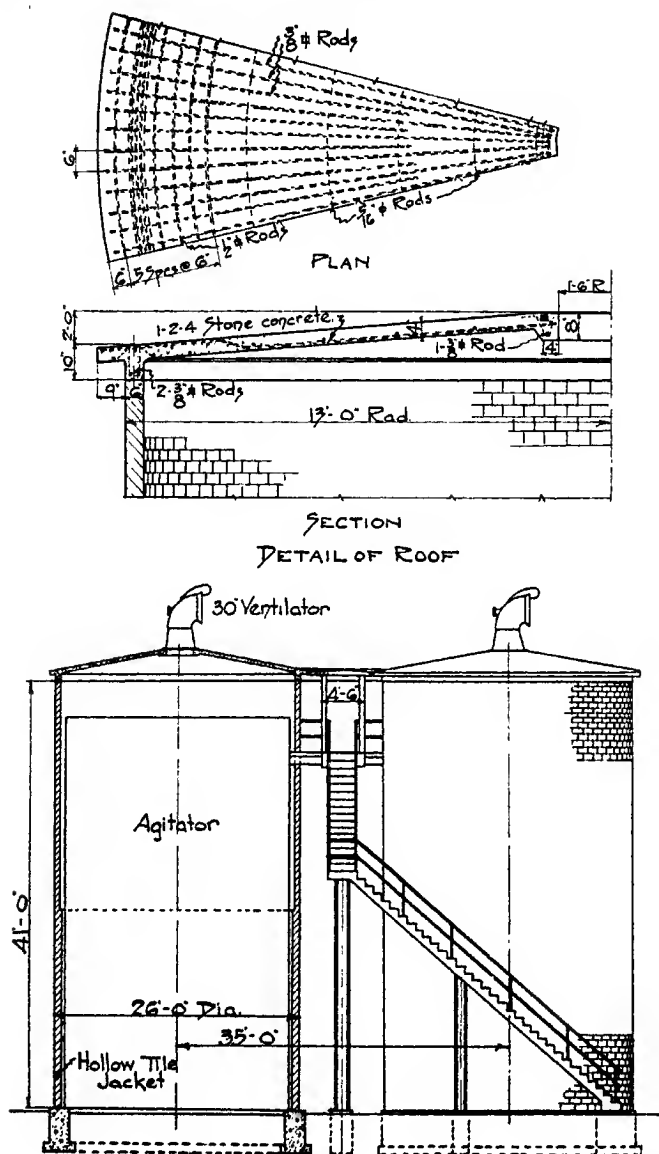 3/8" ϕ Rods
6"
5/16" ϕ Rods
1/2" ϕ Rods
6" 5 Spcs @ 6"
PLAN
1'-6" R
2'-0"
1-2-4 Stone concrete
4"
8"
1-3/8" ϕ Rod
4"
10"
9"
6"
2-3/8" ϕ Rods
13'-0" Rad.
SECTION
DETAIL OF ROOF
30" Ventilator
4'-6"
Agitator
41'-0"
26'-0" Dia.
35'-0"
Hollow Tile
Jacket